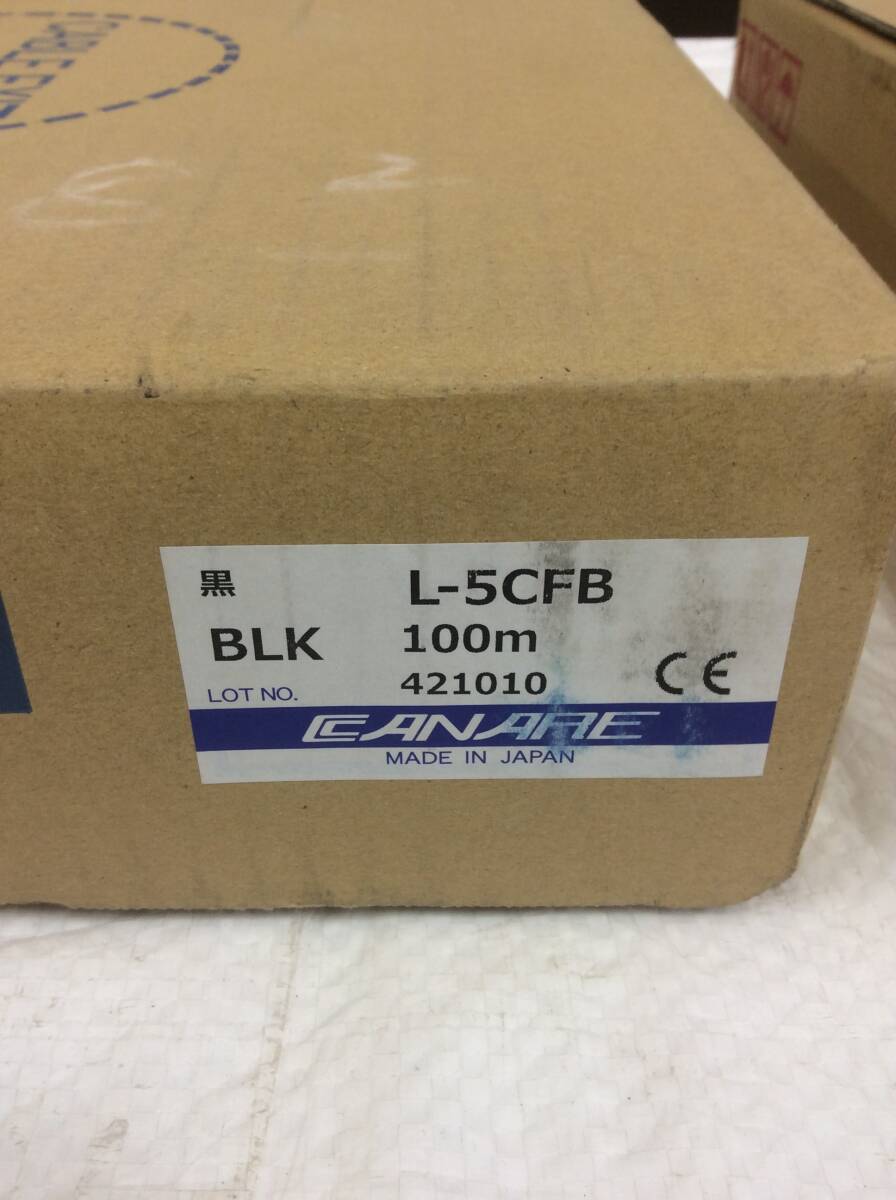 黒 L-5CFB
BLK 100m
LOT NO. 421010 CE
CANARE
MADE IN JAPAN